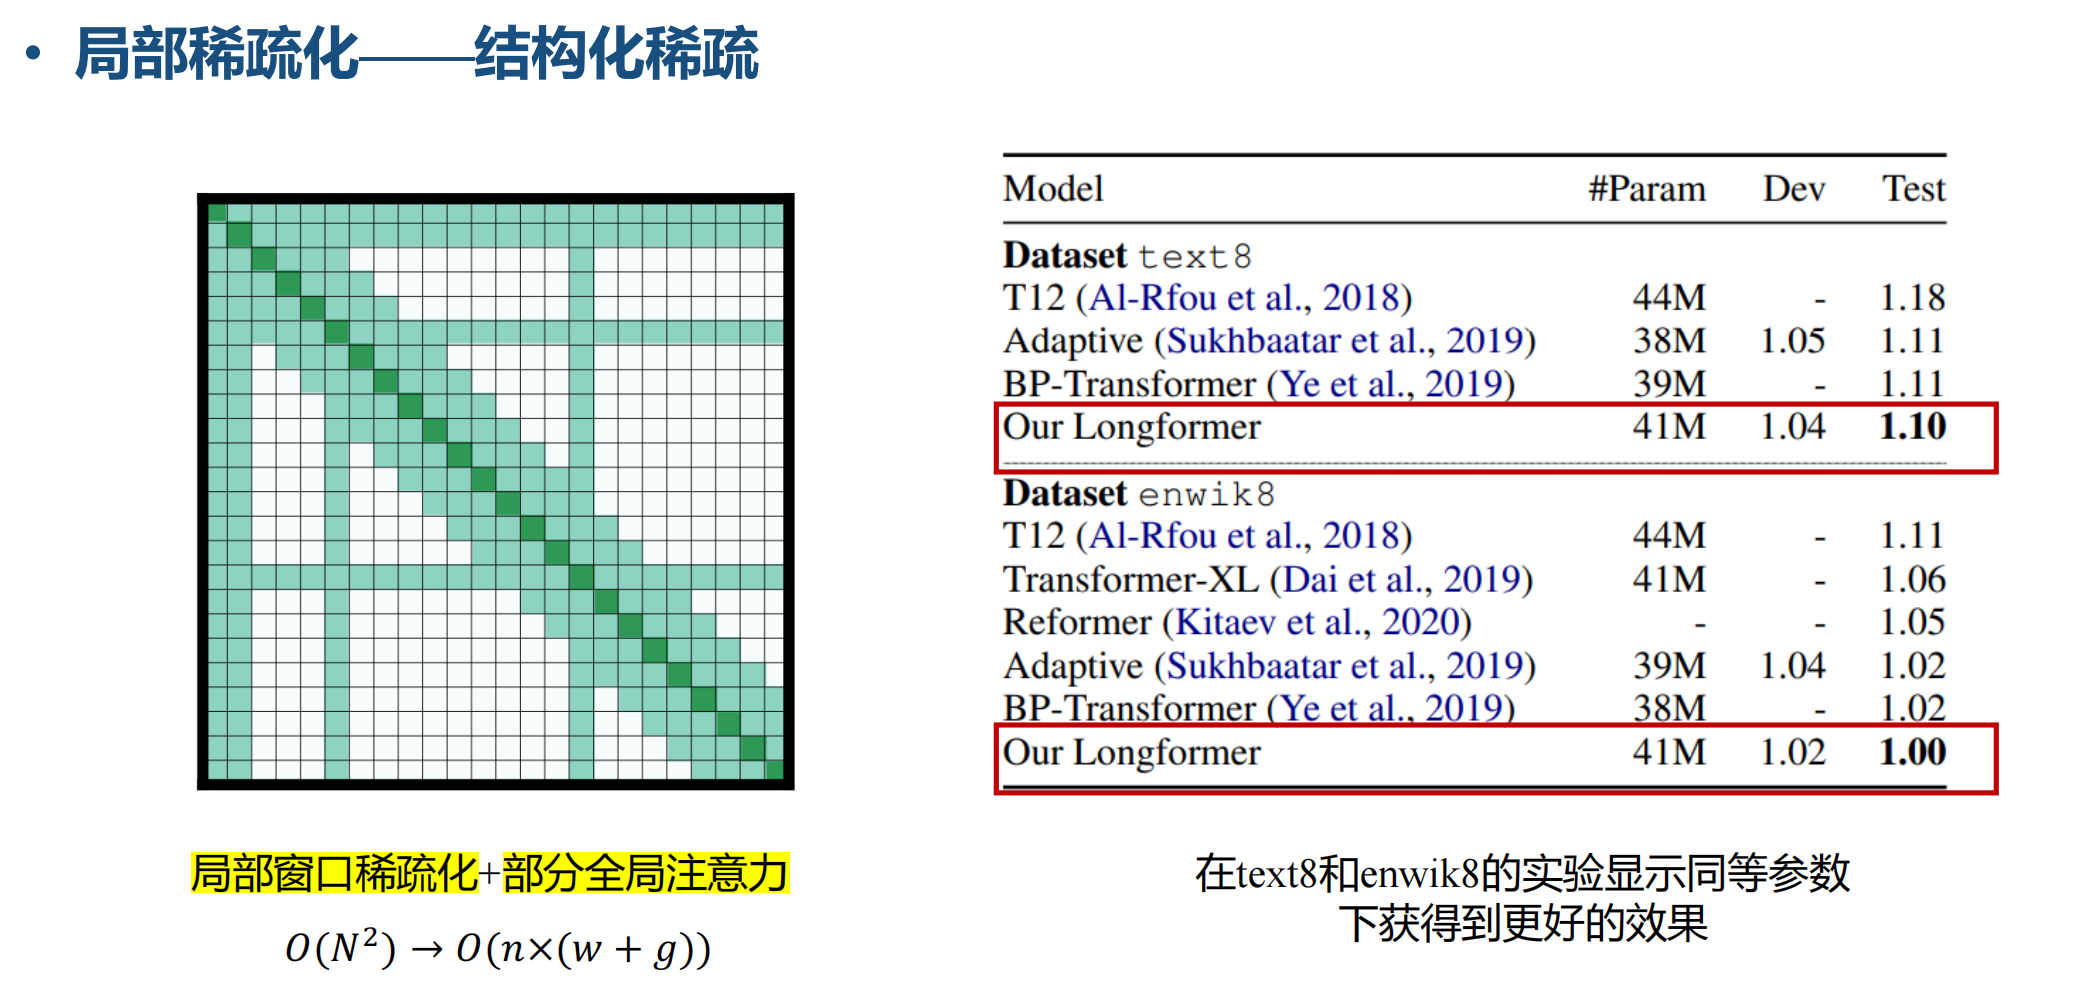 • 局部稀疏化——结构化稀疏
局部窗口稀疏化+部分全局注意力
O(N²) → O(n×(w + g))
Model #Param Dev Test
Dataset text8
T12 (Al-Rfou et al., 2018) 44M - 1.18
Adaptive (Sukhbaatar et al., 2019) 38M 1.05 1.11
BP-Transformer (Ye et al., 2019) 39M - 1.11
Our Longformer 41M 1.04 1.10
Dataset enwik8
T12 (Al-Rfou et al., 2018) 44M - 1.11
Transformer-XL (Dai et al., 2019) 41M - 1.06
Reformer (Kitaev et al., 2020) - - 1.05
Adaptive (Sukhbaatar et al., 2019) 39M 1.04 1.02
BP-Transformer (Ye et al., 2019) 38M - 1.02
Our Longformer 41M 1.02 1.00
在text8和enwik8的实验显示同等参数
下获得到更好的效果